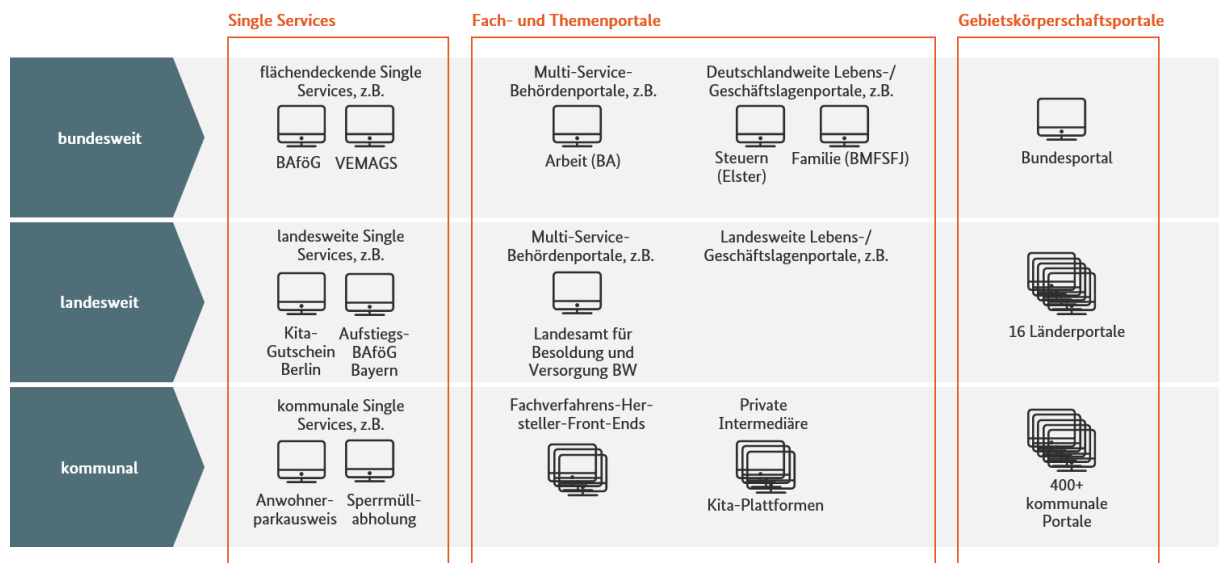 Single Services
Fach- und Themenportale
Gebietskörperschaftsportale
bundesweit
flächendeckende Single
Services, z.B.
BAföG
VEMAGS
Multi-Service-
Behördenportale, z.B.
Arbeit (BA)
Deutschlandweite Lebens-/
Geschäftslagenportale, z.B.
Steuern
(Elster)
Familie (BMFSFJ)
Bundesportal
landesweit
landesweite Single
Services, z.B.
Kita-
Gutschein
Berlin
Aufstiegs-
BAföG
Bayern
Multi-Service-
Behördenportale, z.B.
Landesamt für
Besoldung und
Versorgung BW
Landesweite Lebens-/
Geschäftslagenportale, z.B.
16 Länderportale
kommunal
kommunale Single
Services, z.B.
Anwohner-
parkausweis
Sperrmüll-
abholung
Fachverfahrens-Her-
steller-Front-Ends
Private
Intermediäre
Kita-Plattformen
400+
kommunale
Portale